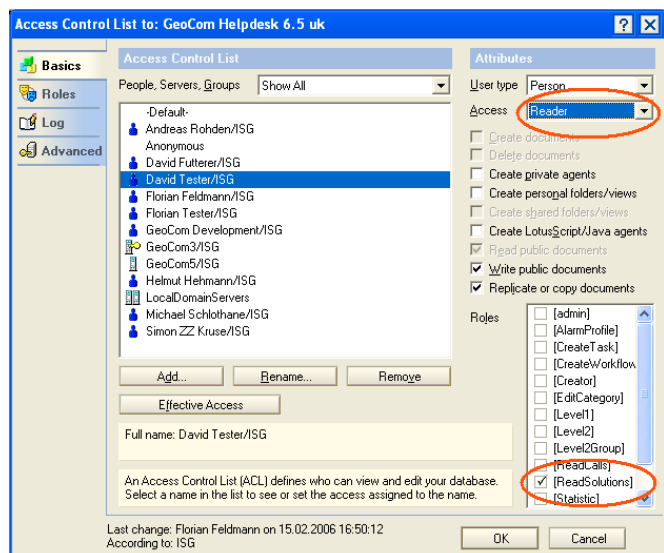 Access Control List to: GeoCom Helpdesk 6.5 uk
Basics
Roles
Log
Advanced
Access Control List
People, Servers, Groups Show All
-Default-
Andreas Rohden/ISG
Anonymous
David Futterer/ISG
David Tester/ISG
Florian Feldmann/ISG
Florian Tester/ISG
GeoCom Development/ISG
GeoCom3/ISG
GeoCom5/ISG
Helmut Hehmann/ISG
LocalDomainServers
Michael Schlothane/ISG
Simon ZZ Kruse/ISG
Add...
Rename...
Remove
Effective Access
Full name: David Tester/ISG
An Access Control List (ACL) defines who can view and edit your database.
Select a name in the list to see or set the access assigned to the name.
Attributes
User type Person
Access Reader
Create documents
Delete documents
Create private agents
Create personal folders/views
Create shared folders/views
Create LotusScript/Java agents
Read public documents
Write public documents
Replicate or copy documents
Roles
[admin]
[AlarmProfile]
[CreateTask]
[CreateWorkflow
[Creator]
[EditCategory]
[Level1]
[Level2]
[Level2Group]
[ReadCalls]
[ReadSolutions]
[Statistic]
Last change: Florian Feldmann on 15.02.2006 16:50:12
According to: ISG
OK
Cancel